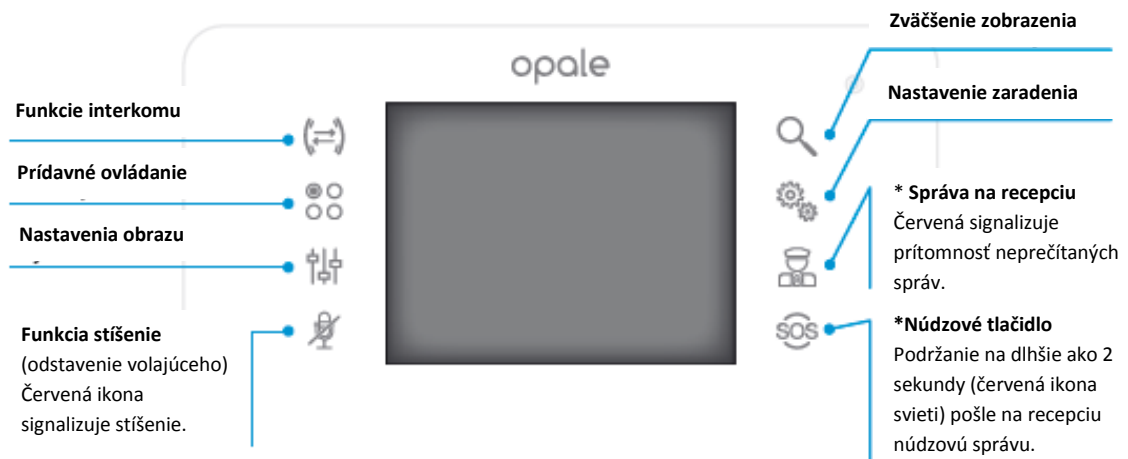 opale
Funkcie interkomu
Prídavné ovládanie
Nastavenia obrazu
Funkcia stíšenie
(odstavenie volajúceho)
Červená ikona
signalizuje stíšenie.
Zväčšenie zobrazenia
Nastavenie zaradenia
* Správa na recepciu
Červená signalizuje
prítomnosť neprečítaných
správ.
SOS
*Núdzové tlačidlo
Podržanie na dlhšie ako 2
sekundy (červená ikona
svieti) pošle na recepciu
núdzovú správu.